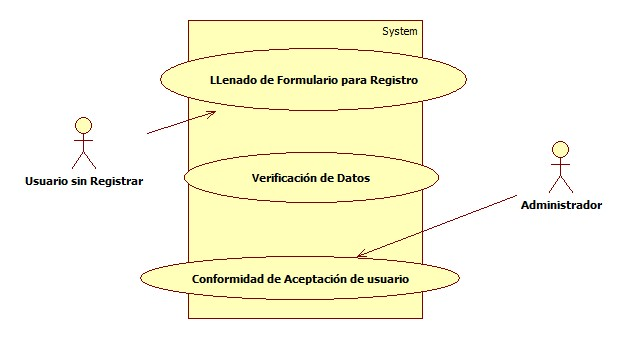 System
LLenado de Formulario para Registro
Usuario sin Registrar
Verificación de Datos
Administrador
Conformidad de Aceptación de usuario